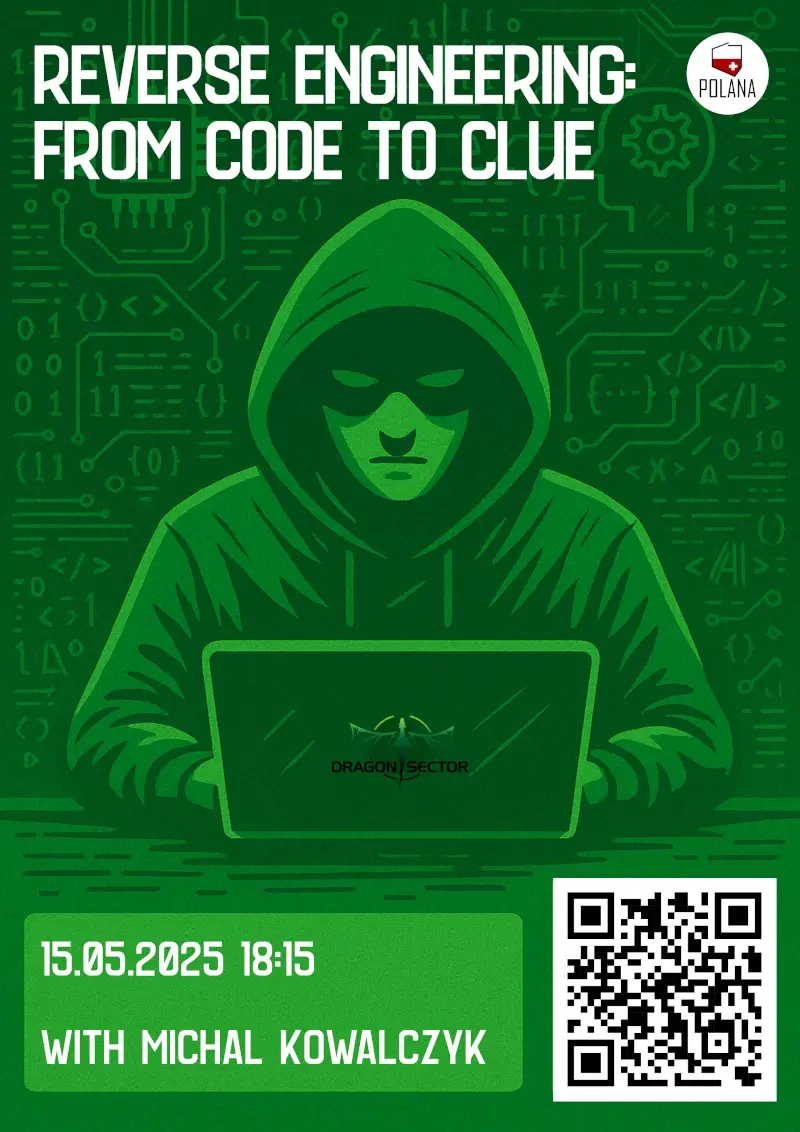 REVERSE ENGINEERING:
FROM CODE TO CLUE
POLANA
DRAGON SECTOR
15.05.2025 18:15
WITH MICHAL KOWALCZYK